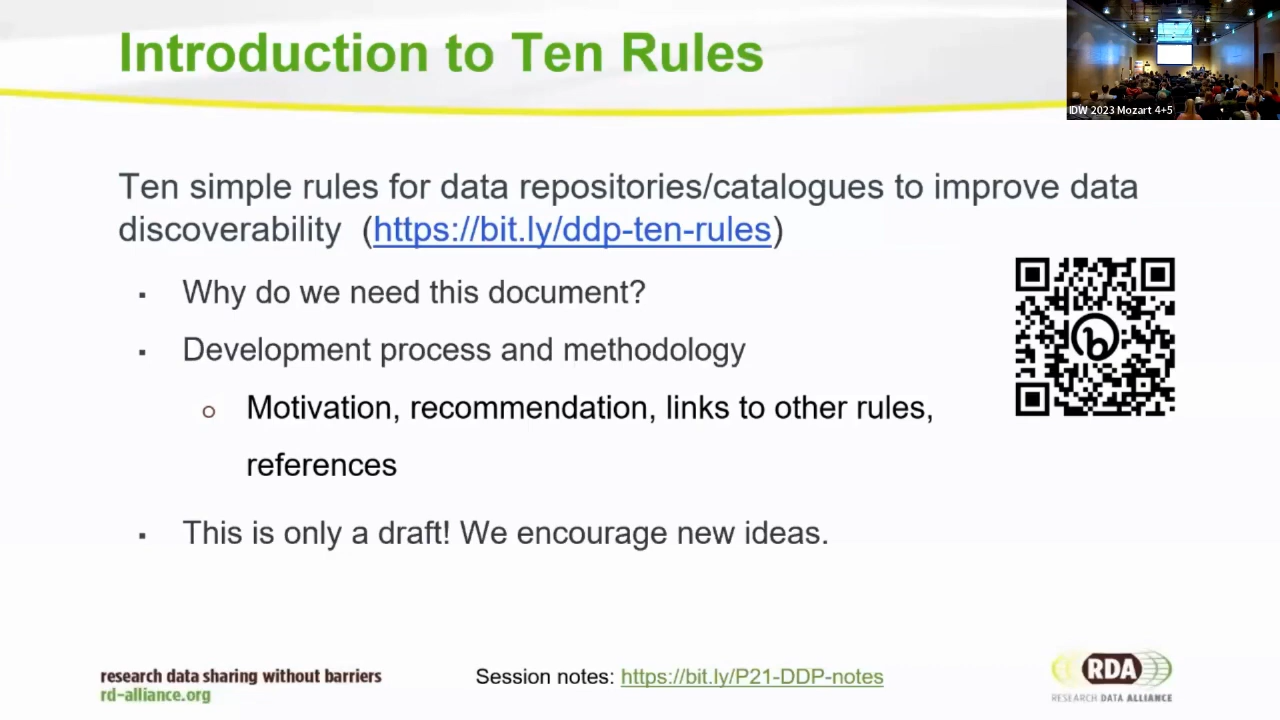 Introduction to Ten Rules
IDW 2023 Mozart 4+5
Ten simple rules for data repositories/catalogues to improve data
discoverability (https://bit.ly/ddp-ten-rules)
▪ Why do we need this document?
▪ Development process and methodology
o Motivation, recommendation, links to other rules,
references
▪ This is only a draft! We encourage new ideas.
research data sharing without barriers
rd-alliance.org
Session notes: https://bit.ly/P21-DDP-notes
RDA
RESEARCH DATA ALLIANCE